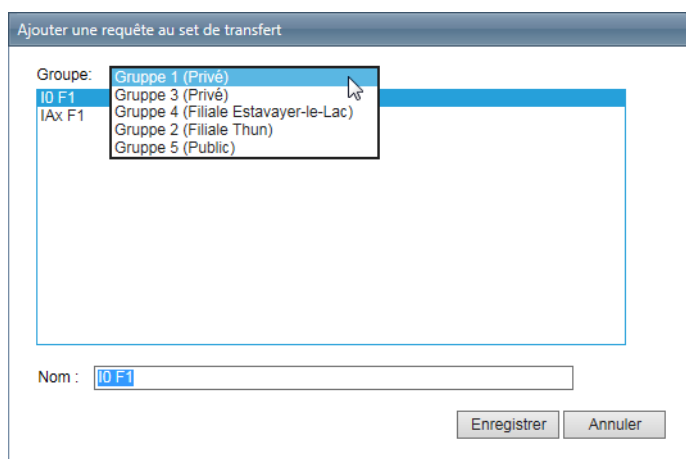 Ajouter une requête au set de transfert
Groupe: Gruppe 1 (Privé)
I0 F1 Gruppe 3 (Privé)
IAx F1 Gruppe 4 (Filiale Estavayer-le-Lac)
Gruppe 2 (Filiale Thun)
Gruppe 5 (Public)
Nom : I0 F1
Enregistrer Annuler